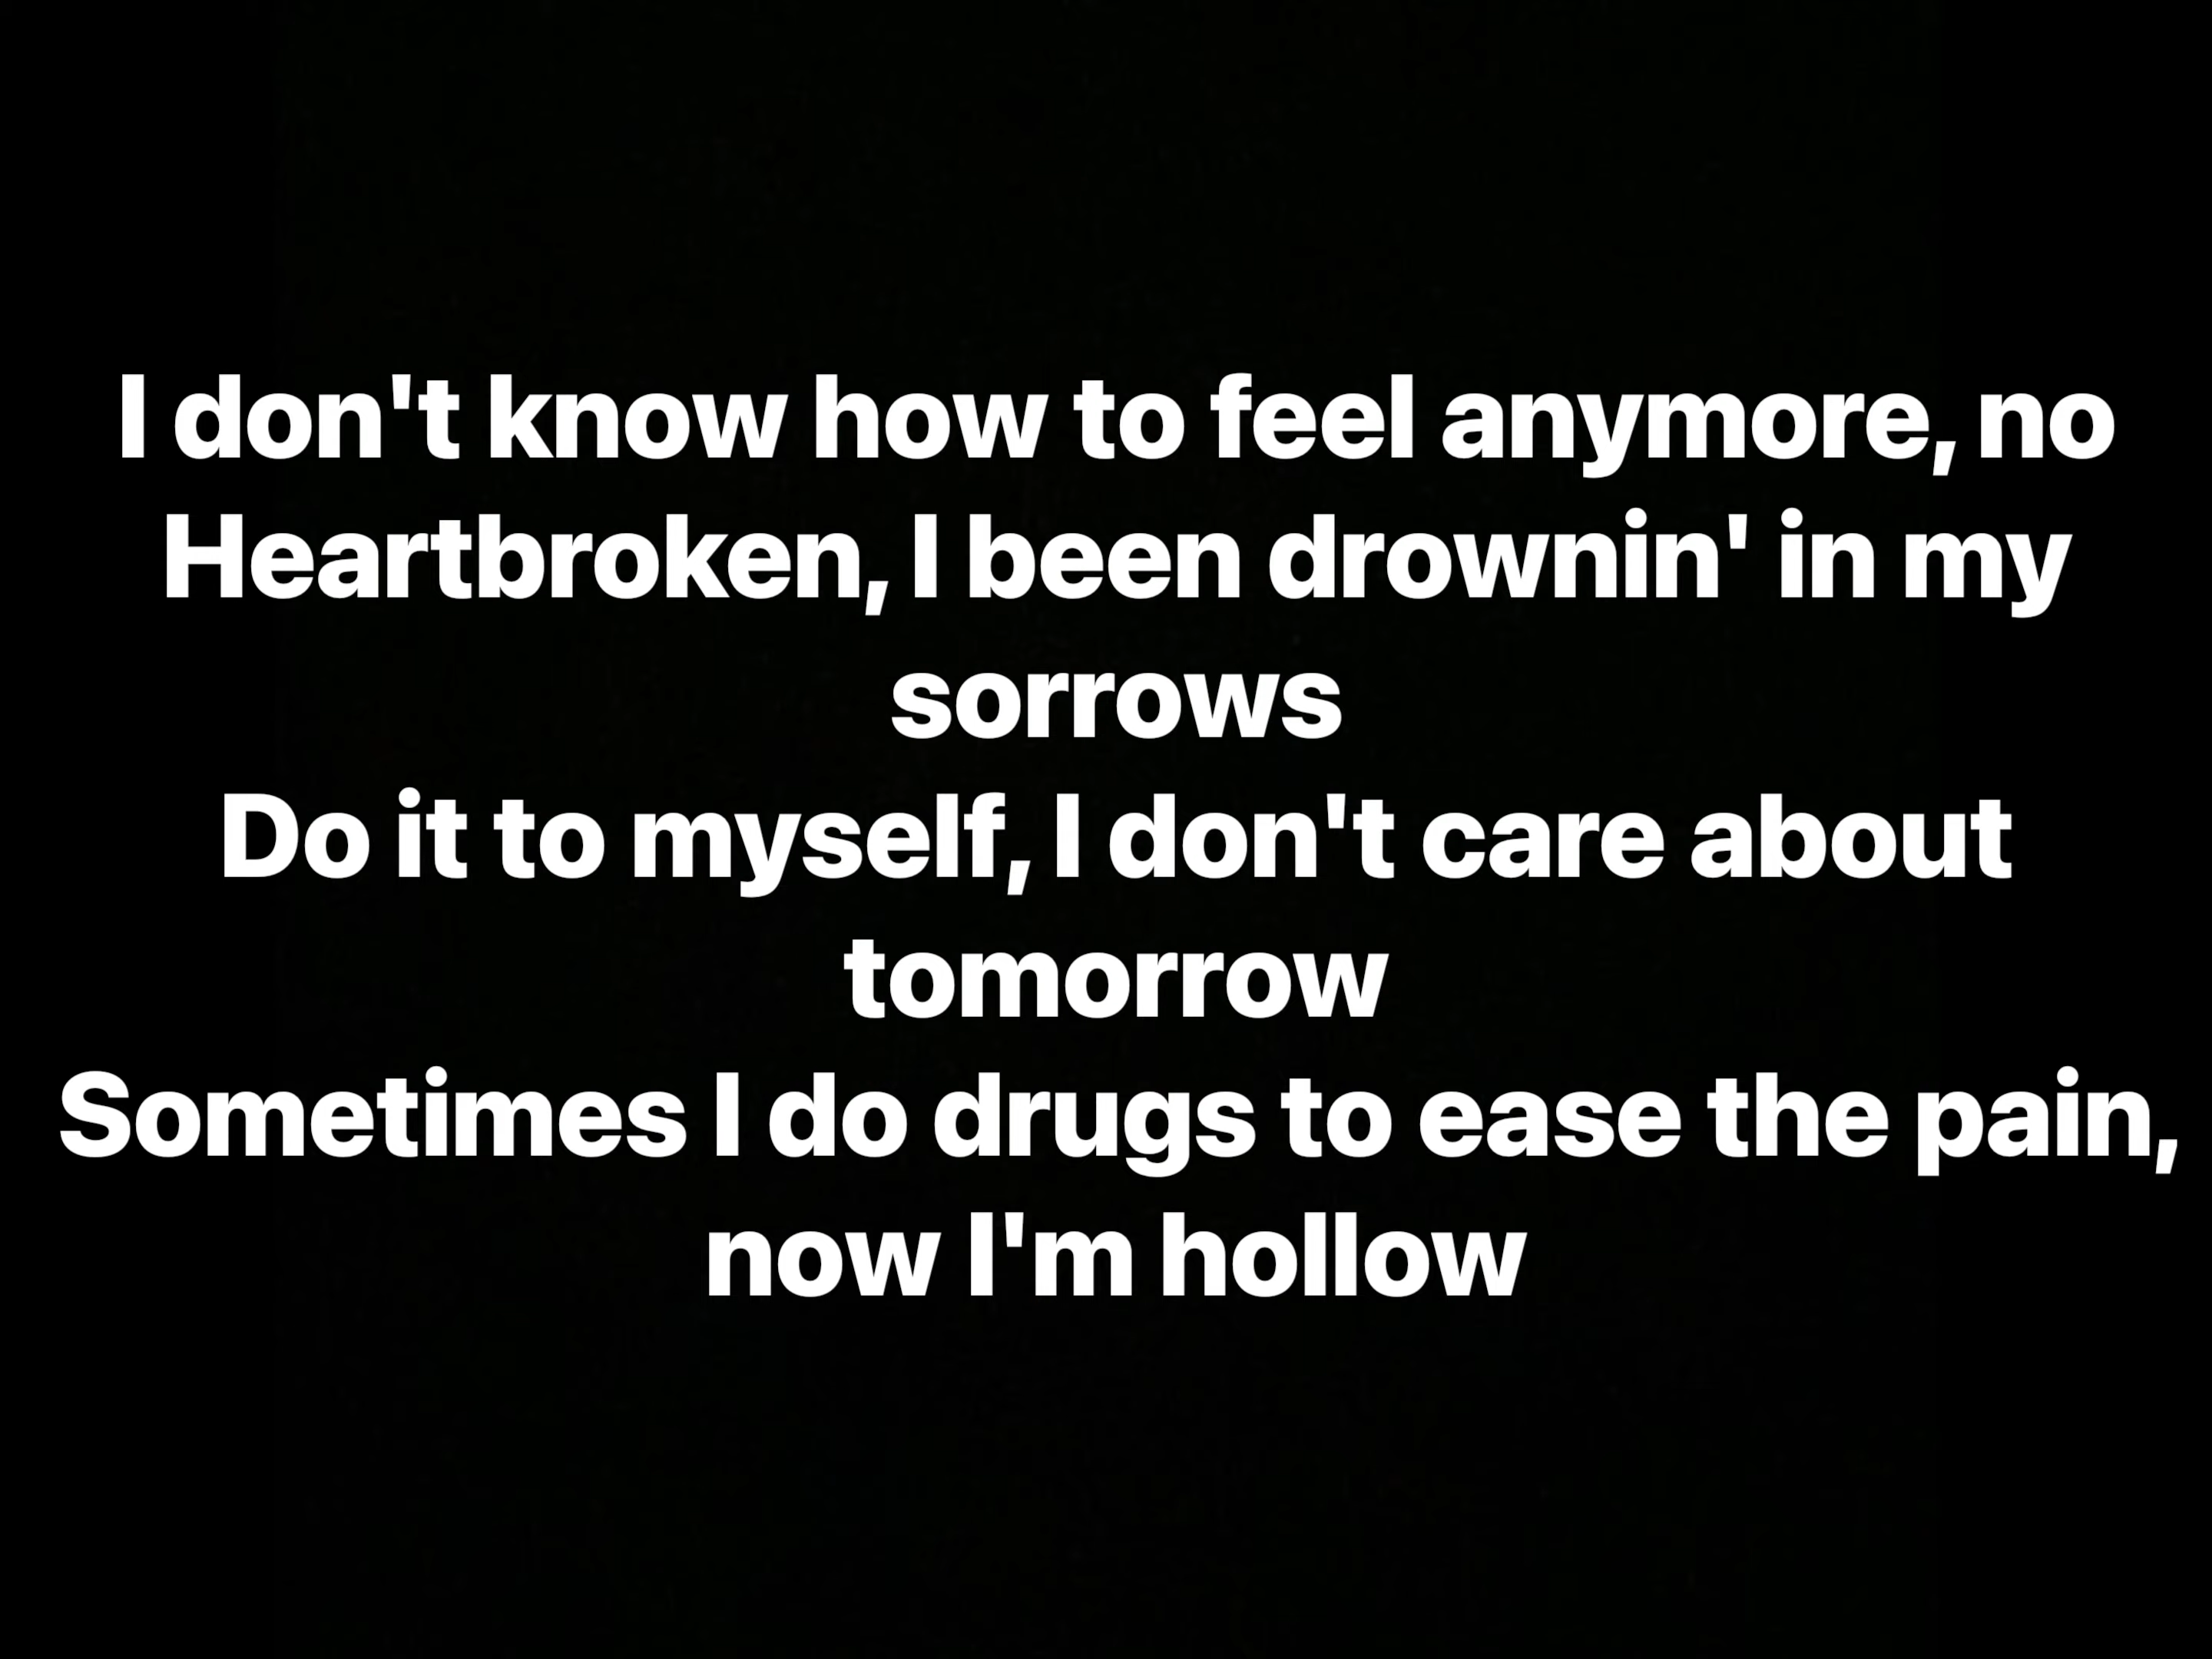 I don't know how to feel anymore, no
Heartbroken, I been drownin' in my
sorrows
Do it to myself, I don't care about
tomorrow
Sometimes I do drugs to ease the pain,
now I'm hollow